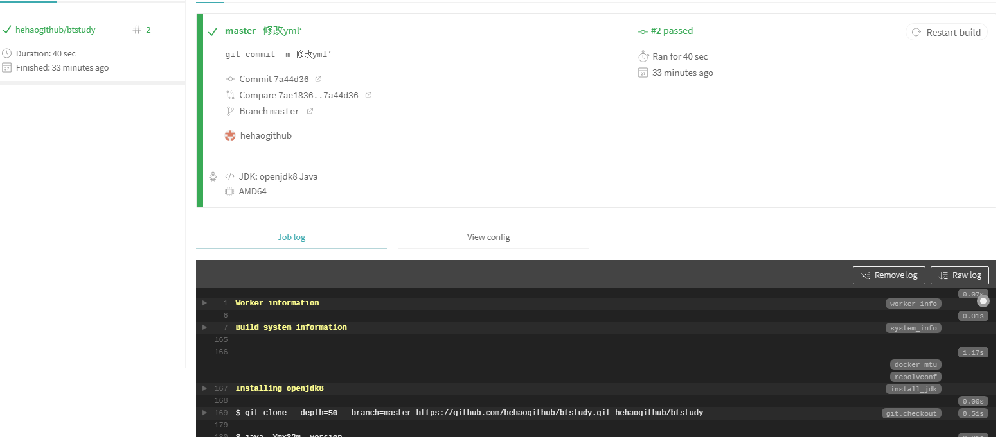 hehaogithub/btstudy # 2
Duration: 40 sec
Finished: 33 minutes ago
master 修改yml‘
git commit -m 修改yml’
Commit 7a44d36
Compare 7ae1836..7a44d36
Branch master
hehaogithub
JDK: openjdk8 Java
AMD64
#2 passed
Ran for 40 sec
33 minutes ago
Restart build
Job log
View config
Remove log
Raw log
0.07s
1 Worker information worker_info
6 0.01s
7 Build system information system_info
165
166 1.17s
docker_mtu
resolvconf
167 Installing openjdk8 install_jdk
168 0.00s
169 $ git clone --depth=50 --branch=master https://github.com/hehaogithub/btstudy.git hehaogithub/btstudy git.checkout 0.51s
179
180 $ java -Xmx32m -version